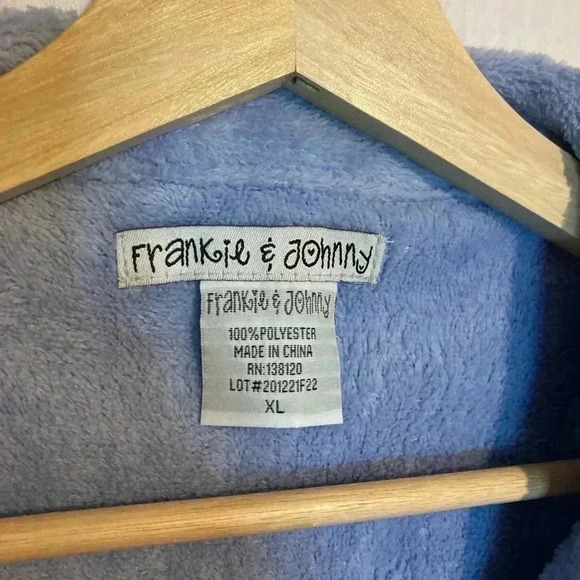 Frankie & Johnny
Frankie & Johnny
100%POLYESTER
MADE IN CHINA
RN:138120
LOT#201221F22
XL